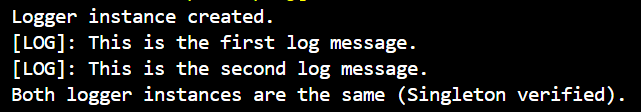 Logger instance created.
[LOG]: This is the first log message.
[LOG]: This is the second log message.
Both logger instances are the same (Singleton verified).